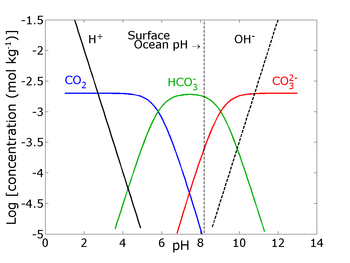 -1.5
-2
-2.5
-3
-3.5
-4
-4.5
-5
Log [concentration (mol kg⁻¹)]
H⁺
Surface
Ocean pH→
OH⁻
CO₂
HCO₃⁻
CO₃²⁻
0 2 4 6 8 10 12 14
pH